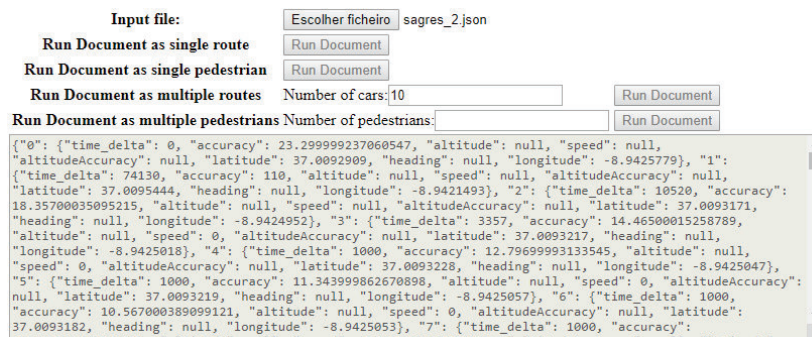 Input file: Escolher ficheiro sagres_2.json
Run Document as single route Run Document
Run Document as single pedestrian Run Document
Run Document as multiple routes Number of cars: 10 Run Document
Run Document as multiple pedestrians Number of pedestrians: Run Document
{"0": {"time_delta": 0, "accuracy": 23.299999237060547, "altitude": null, "speed": null,
"altitudeAccuracy": null, "latitude": 37.0092909, "heading": null, "longitude": -8.9425779}, "1":
{"time_delta": 74130, "accuracy": 110, "altitude": null, "speed": null, "altitudeAccuracy": null,
"latitude": 37.0095444, "heading": null, "longitude": -8.9421493}, "2": {"time_delta": 10520, "accuracy":
18.35700035095215, "altitude": null, "speed": null, "altitudeAccuracy": null, "latitude": 37.0093171,
"heading": null, "longitude": -8.9424952}, "3": {"time_delta": 3357, "accuracy": 14.46500015258789,
"altitude": null, "speed": 0, "altitudeAccuracy": null, "latitude": 37.0093217, "heading": null,
"longitude": -8.9425018}, "4": {"time_delta": 1000, "accuracy": 12.79699993133545, "altitude": null,
"speed": 0, "altitudeAccuracy": null, "latitude": 37.0093228, "heading": null, "longitude": -8.9425047},
"5": {"time_delta": 1000, "accuracy": 11.343999862670898, "altitude": null, "speed": 0, "altitudeAccuracy":
null, "latitude": 37.0093219, "heading": null, "longitude": -8.9425057}, "6": {"time_delta": 1000,
"accuracy": 10.567000389099121, "altitude": null, "speed": 0, "altitudeAccuracy": null, "latitude":
37.0093182, "heading": null, "longitude": -8.9425053}, "7": {"time_delta": 1000, "accuracy":